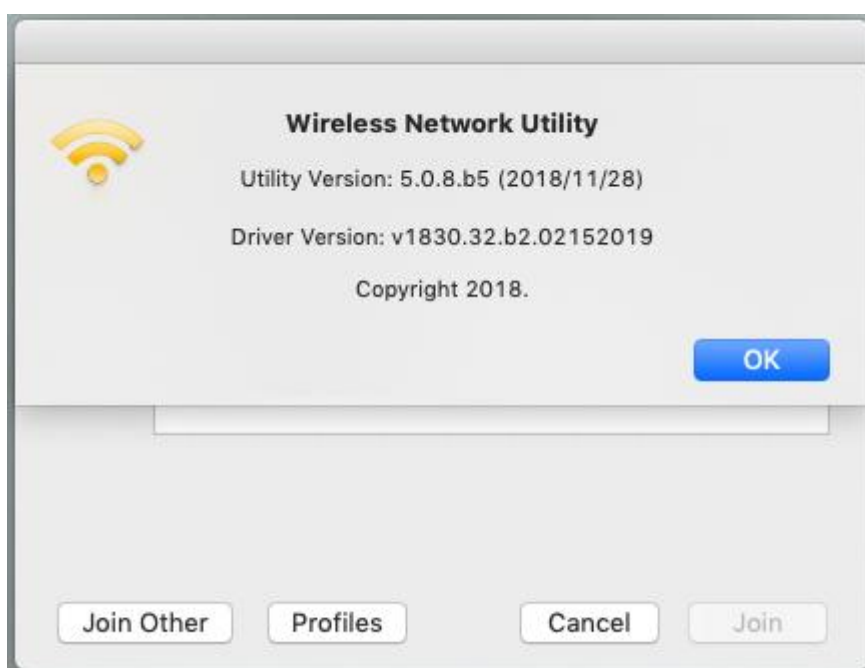 Wireless Network Utility
Utility Version: 5.0.8.b5 (2018/11/28)
Driver Version: v1830.32.b2.02152019
Copyright 2018.
OK
Join Other
Profiles
Cancel
Join